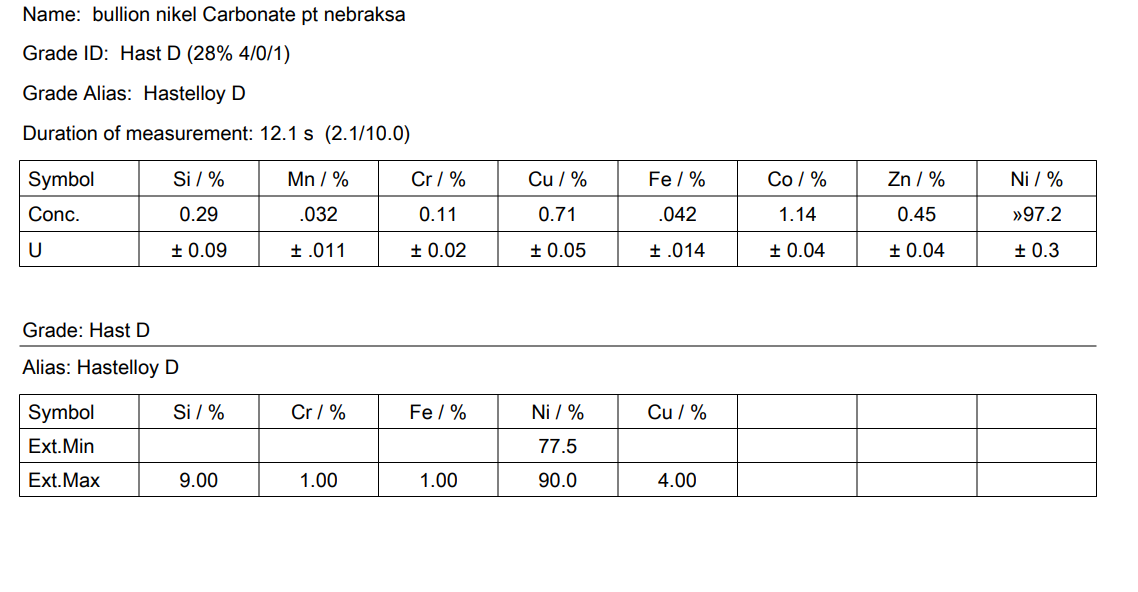 Name: bullion nikel Carbonate pt nebraksa
Grade ID: Hast D (28% 4/0/1)
Grade Alias: Hastelloy D
Duration of measurement: 12.1 s (2.1/10.0)
Symbol Si / % Mn / % Cr / % Cu / % Fe / % Co / % Zn / % Ni / %
Conc. 0.29 .032 0.11 0.71 .042 1.14 0.45 »97.2
U ± 0.09 ± .011 ± 0.02 ± 0.05 ± .014 ± 0.04 ± 0.04 ± 0.3
Grade: Hast D
Alias: Hastelloy D
Symbol Si / % Cr / % Fe / % Ni / % Cu / %
Ext.Min 77.5
Ext.Max 9.00 1.00 1.00 90.0 4.00